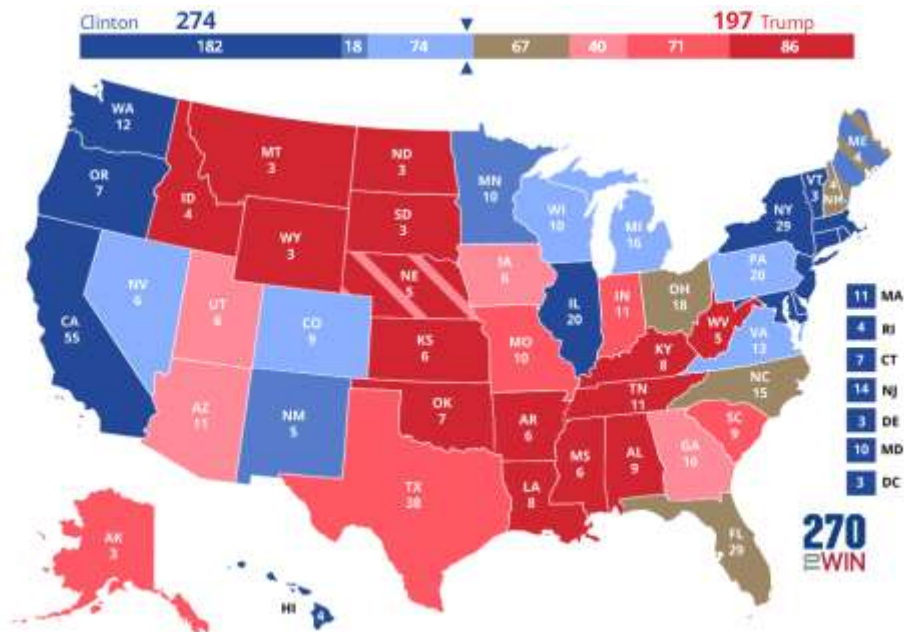 Clinton 274
197 Trump
182 18 74 67 40 71 86
WA
12
OR
7
CA
55
NV
6
ID
4
MT
3
WY
3
UT
6
CO
9
AZ
11
NM
5
ND
3
SD
3
NE
5
KS
6
OK
7
TX
38
MN
10
IA
6
MO
10
AR
6
LA
8
WI
10
IL
20
MI
16
IN
11
OH
18
KY
8
TN
11
MS
6
AL
9
GA
16
FL
29
SC
9
NC
15
VA
13
WV
5
PA
20
NY
29
VT
3
4
NH
ME
AK
3
HI
4
11 MA
4 RI
7 CT
14 NJ
3 DE
10 MD
3 DC
270
toWIN